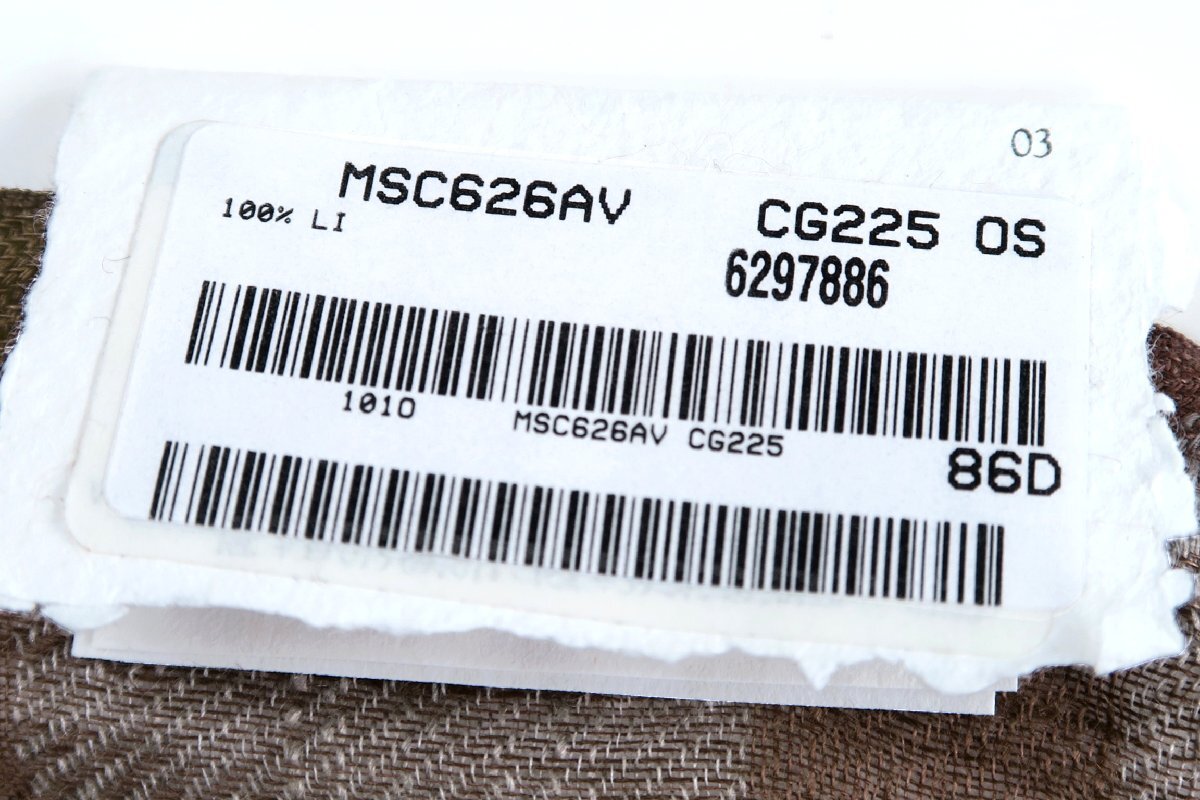 03
MSC626AV CG225 OS
100% LI
6297886
1010 MSC626AV CG225
86D